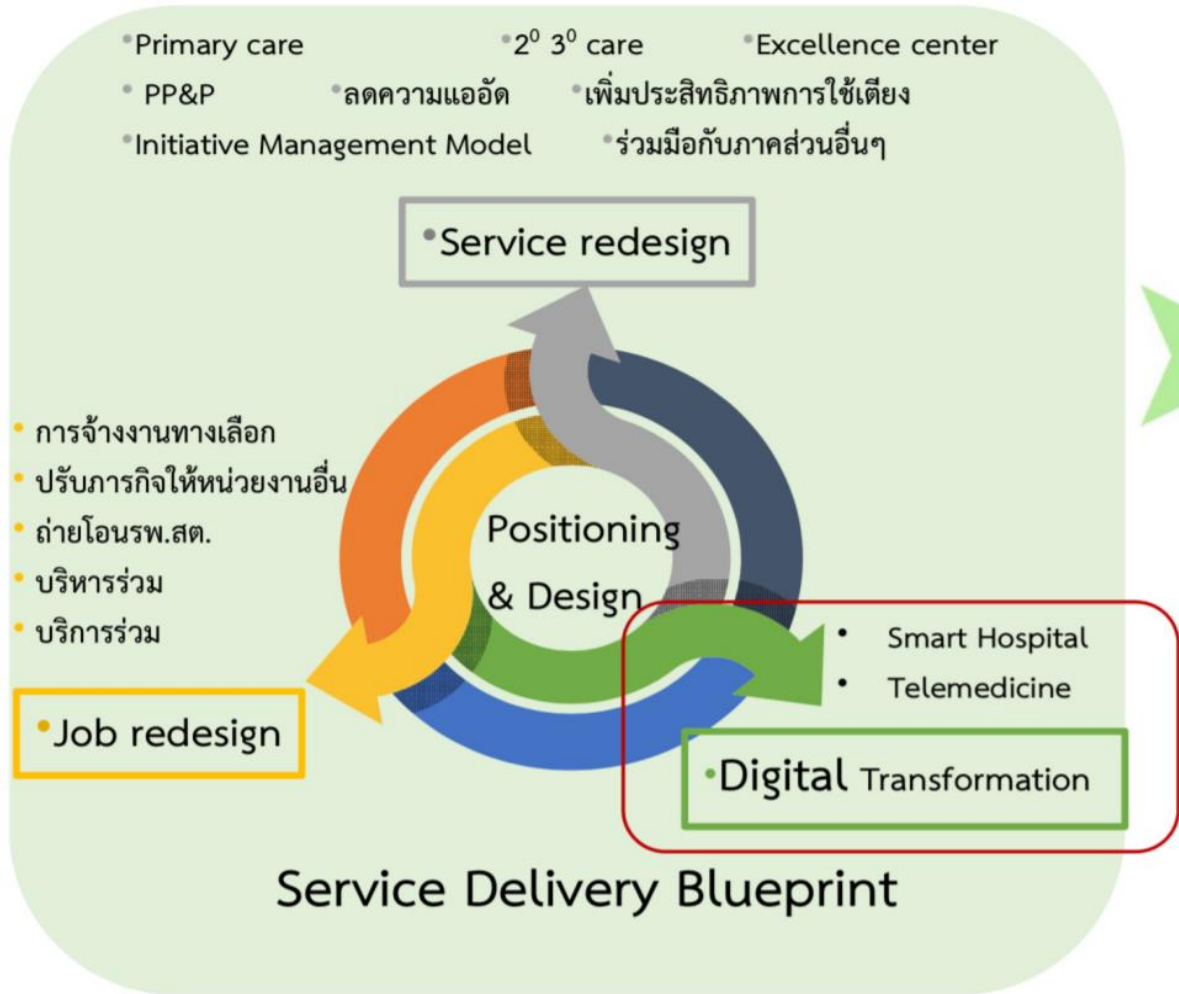 •Primary care •2⁰ 3⁰ care •Excellence center
• PP&P •ลดความแออัด •เพิ่มประสิทธิภาพการใช้เตียง
•Initiative Management Model •ร่วมมือกับภาคส่วนอื่นๆ
•Service redesign
• การจ้างงานทางเลือก
• ปรับภารกิจให้หน่วยงานอื่น
• ถ่ายโอนรพ.สต.
• บริหารร่วม
• บริการร่วม
•Job redesign
Positioning
& Design
• Smart Hospital
• Telemedicine
•Digital Transformation
Service Delivery Blueprint